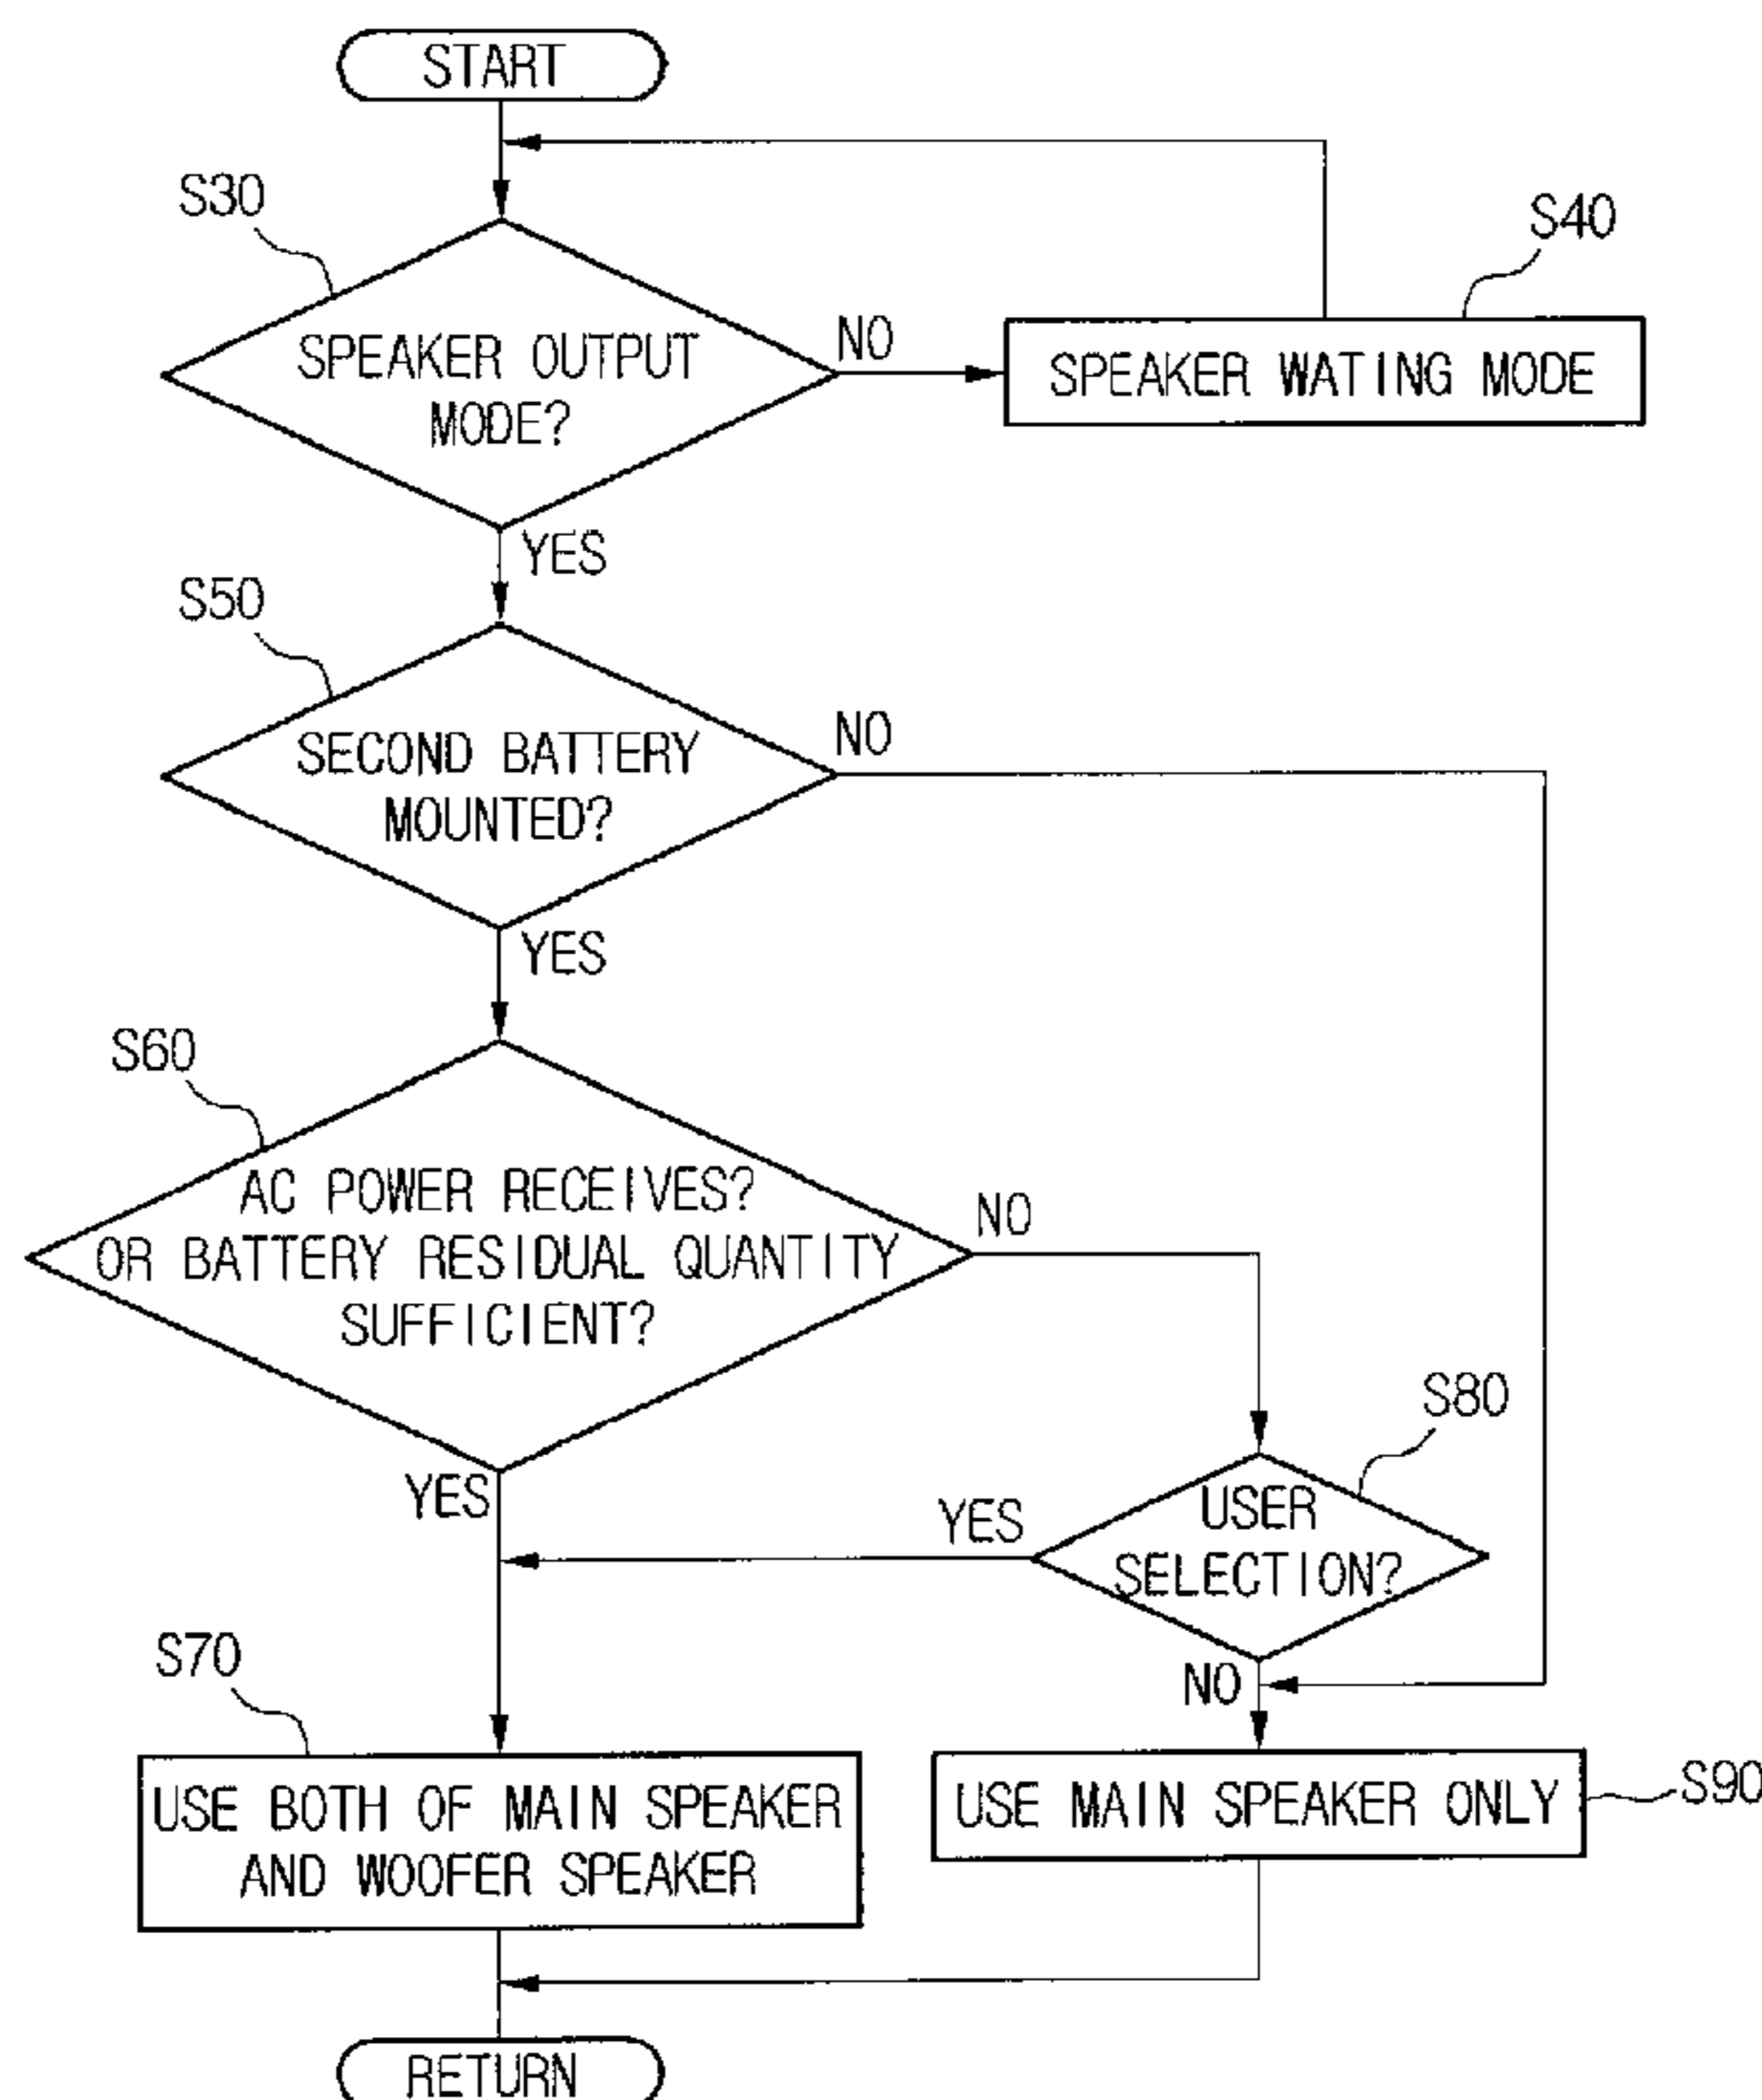 START
S30
S40
SPEAKER OUTPUT
MODE?
NO
SPEAKER WATING MODE
YES
S50
SECOND BATTERY
MOUNTED?
NO
YES
S60
AC POWER RECEIVES?
OR BATTERY RESIDUAL QUANTITY
SUFFICIENT?
NO
YES
S80
USER
SELECTION?
YES
NO
S70
USE BOTH OF MAIN SPEAKER
AND WOOFER SPEAKER
USE MAIN SPEAKER ONLY
S90
RETURN